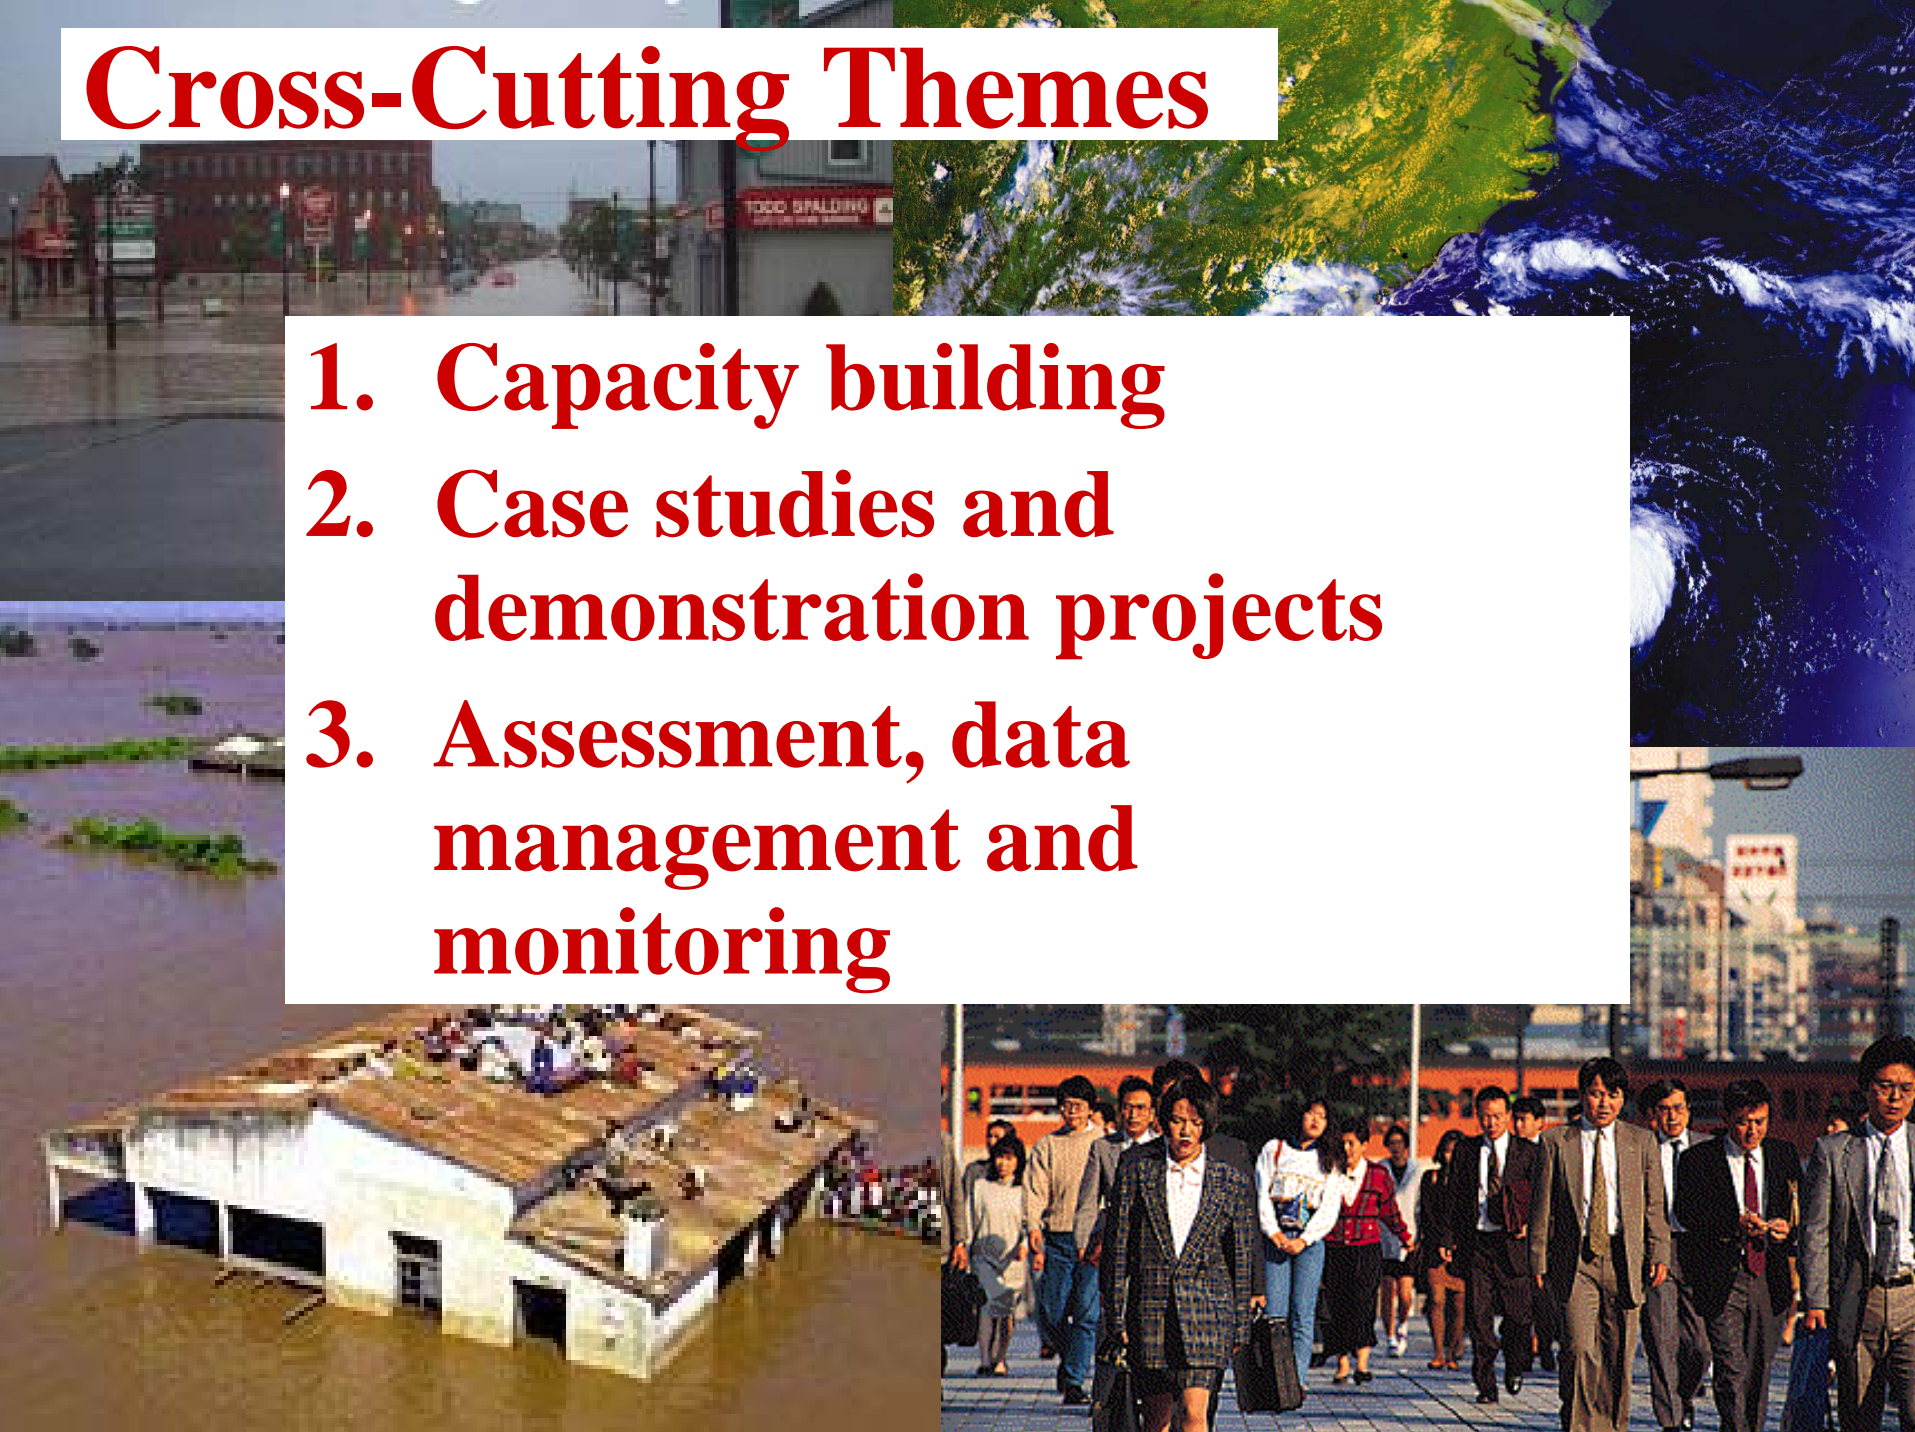 Cross-Cutting Themes
TODD SPALDING
1. Capacity building
2. Case studies and
demonstration projects
3. Assessment, data
management and
monitoring